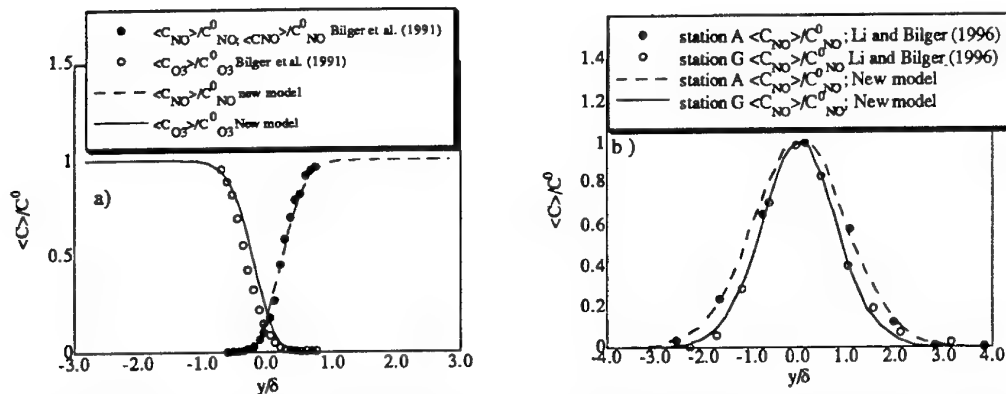 <C_NO>/C^0_NO; <CNO>/C^0_NO Bilger et al. (1991)
<C_O3>/C^0_O3 Bilger et al. (1991)
<C_NO>/C^0_NO new model
<C_O3>/C^0_O3 New model
1.5
1
0.5
0
<C>/C^0
a)
-3.0 -2.0 -1.0 0.0 1.0 2.0 3.0
y/δ
station A <C_NO>/C^0_NO; Li and Bilger (1996)
station G <C_NO>/C^0_NO Li and Bilger (1996)
station A <C_NO>/C^0_NO; New model
station G <C_NO>/C^0_NO; New model
1.4
1.2
1
0.8
0.6
0.4
0.2
0
<C>/C^0
b )
-4.0 -3.0 -2.0 -1.0 0.0 1.0 2.0 3.0 4.0
y/δ